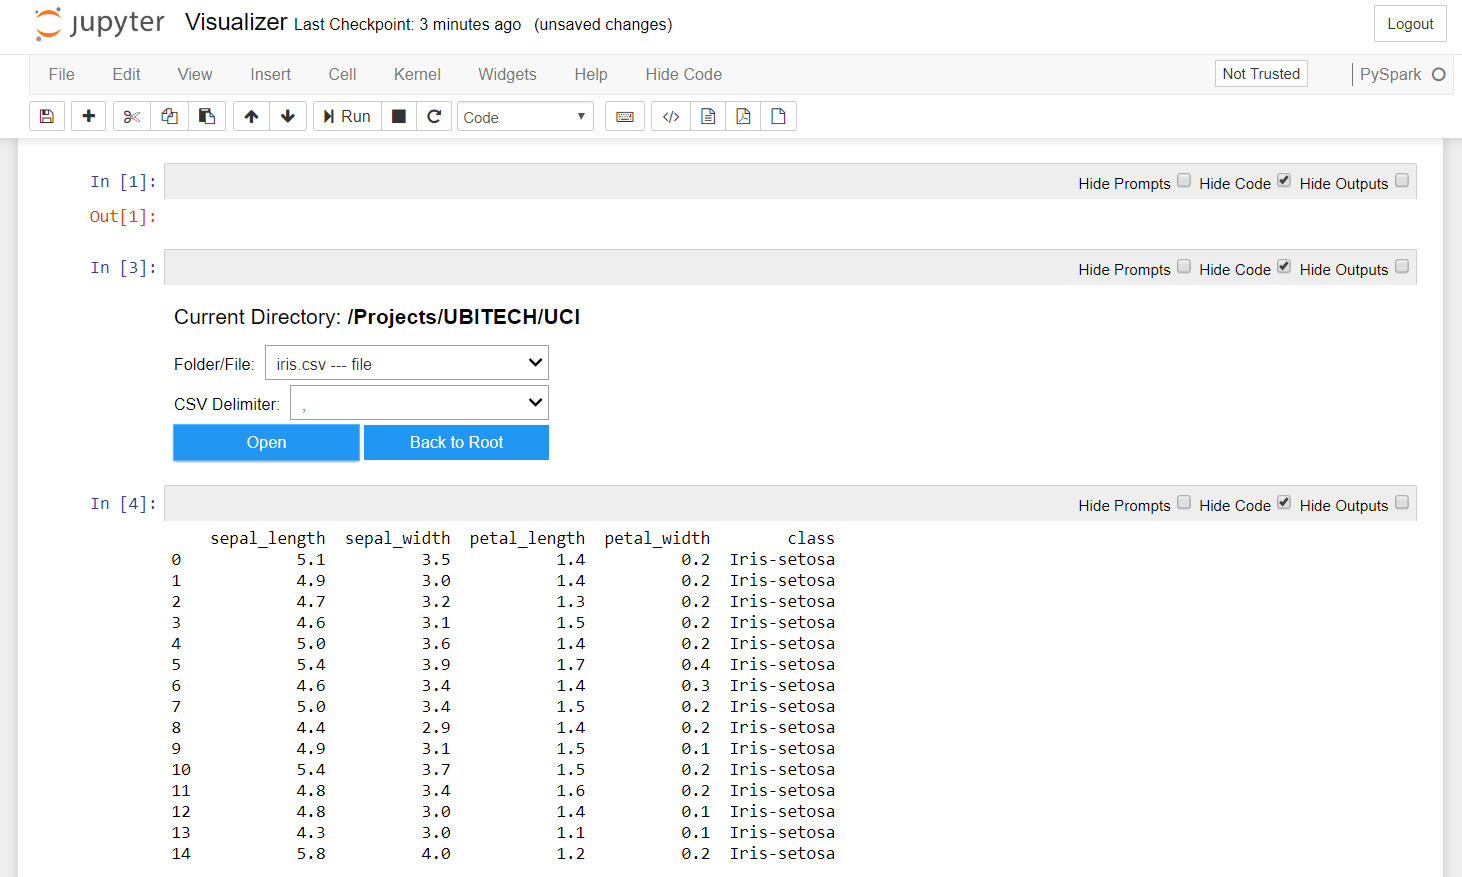 jupyter Visualizer Last Checkpoint: 3 minutes ago (unsaved changes) Logout
File Edit View Insert Cell Kernel Widgets Help Hide Code Not Trusted PySpark
Run Code </>
In [1]: Hide Prompts Hide Code Hide Outputs
Out[1]:
In [3]: Hide Prompts Hide Code Hide Outputs
Current Directory: /Projects/UBITECH/UCI
Folder/File: iris.csv --- file
CSV Delimiter: ,
Open Back to Root
In [4]: Hide Prompts Hide Code Hide Outputs
sepal_length sepal_width petal_length petal_width class
0 5.1 3.5 1.4 0.2 Iris-setosa
1 4.9 3.0 1.4 0.2 Iris-setosa
2 4.7 3.2 1.3 0.2 Iris-setosa
3 4.6 3.1 1.5 0.2 Iris-setosa
4 5.0 3.6 1.4 0.2 Iris-setosa
5 5.4 3.9 1.7 0.4 Iris-setosa
6 4.6 3.4 1.4 0.3 Iris-setosa
7 5.0 3.4 1.5 0.2 Iris-setosa
8 4.4 2.9 1.4 0.2 Iris-setosa
9 4.9 3.1 1.5 0.1 Iris-setosa
10 5.4 3.7 1.5 0.2 Iris-setosa
11 4.8 3.4 1.6 0.2 Iris-setosa
12 4.8 3.0 1.4 0.1 Iris-setosa
13 4.3 3.0 1.1 0.1 Iris-setosa
14 5.8 4.0 1.2 0.2 Iris-setosa